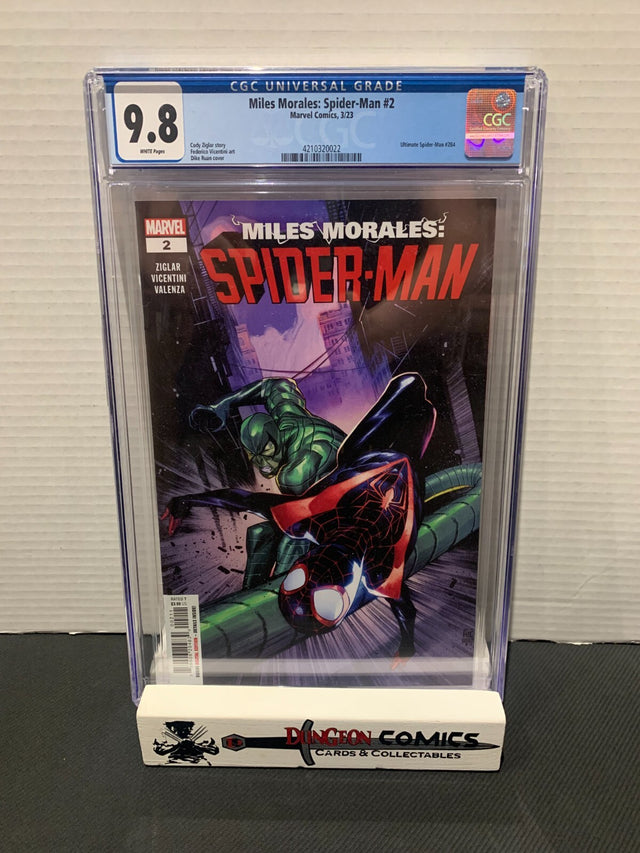 CGC UNIVERSAL GRADE
9.8
WHITE Pages
Miles Morales: Spider-Man #2
Marvel Comics, 3/23
Cody Ziglar story
Federico Vicentini art
Dike Ruan cover
4210320022
Ultimate Spider-Man #284
CGC
MARVEL
2
ZIGLAR
VICENTINI
VALENZA
MILES MORALES:
SPIDER-MAN
RATED T
DUNGEON COMICS
CARDS & COLLECTABLES